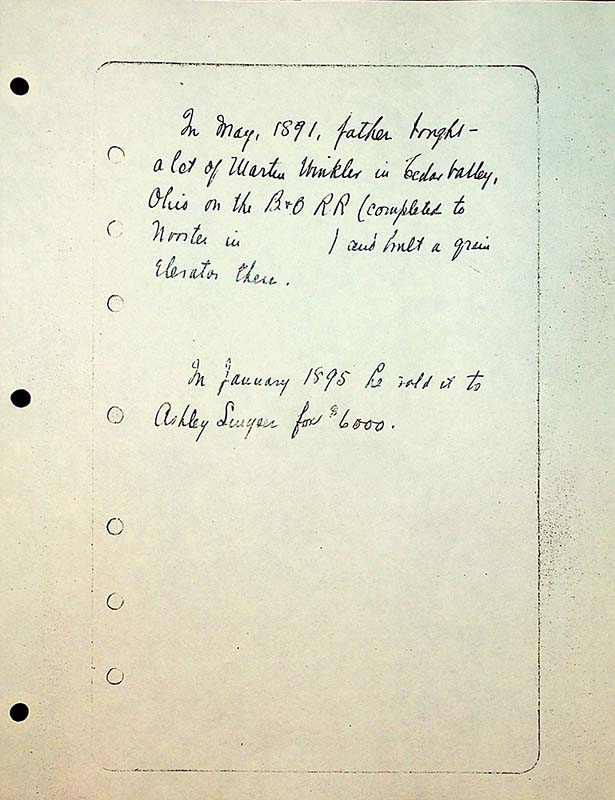 In May, 1891, father bought
a lot of Martin Winkler in Cedar Valley,
Ohio on the B&O RR (completed to
Wooster in ) and built a grain
Elevator there.
In January 1895 he sold it to
Ashley for $6000.